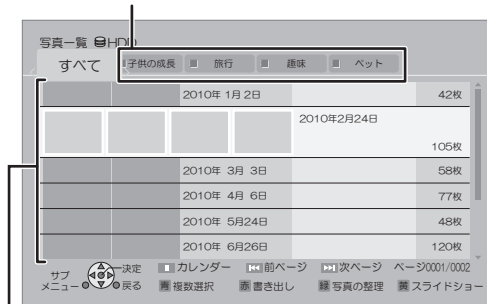 写真一覧 HDD
すべて 子供の成長 旅行 趣味 ペット
2010年 1月 2日 42枚
2010年2月24日
105枚
2010年 3月 3日 58枚
2010年 4月 6日 77枚
2010年 5月24日 48枚
2010年 6月26日 120枚
サブメニュー 決定 戻る
カレンダー 前ページ 次ページ ページ0001/0002
青 複数選択 赤 書き出し 緑 写真の整理 黄 スライドショー